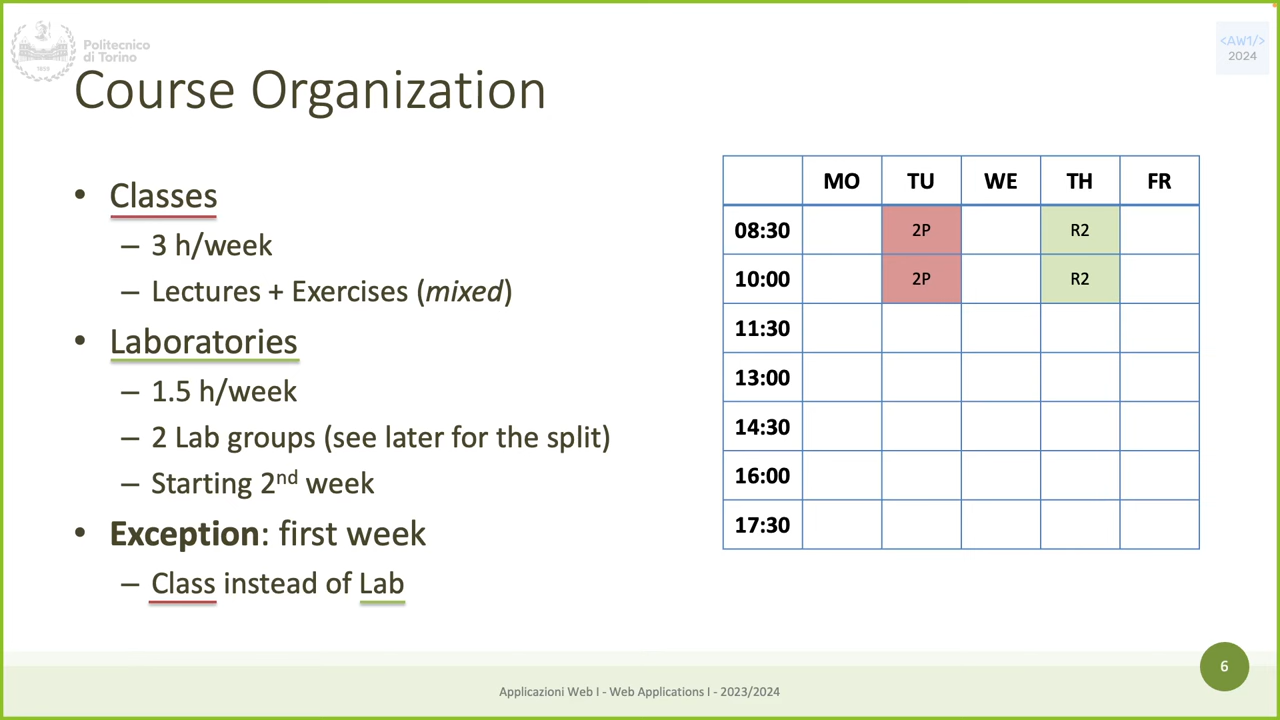 Politecnico
di Torino
1859
<AW1/>
2024
Course Organization
• Classes
– 3 h/week
– Lectures + Exercises (mixed)
• Laboratories
– 1.5 h/week
– 2 Lab groups (see later for the split)
– Starting 2nd week
• Exception: first week
– Class instead of Lab
MO TU WE TH FR
08:30 2P R2
10:00 2P R2
11:30
13:00
14:30
16:00
17:30
6
Applicazioni Web I - Web Applications I - 2023/2024